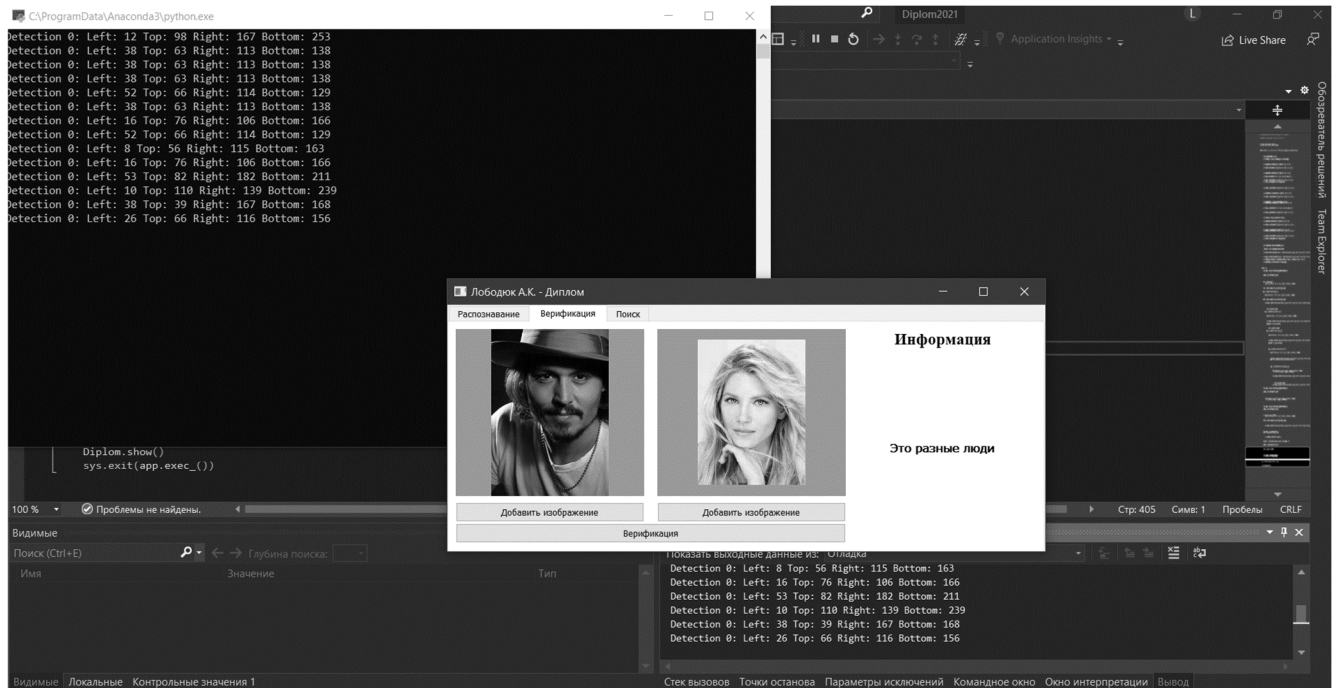 C:\ProgramData\Anaconda3\python.exe
Diplom2021
L
Application Insights
Live Share
Detection 0: Left: 12 Top: 98 Right: 167 Bottom: 253
Detection 0: Left: 38 Top: 63 Right: 113 Bottom: 138
Detection 0: Left: 38 Top: 63 Right: 113 Bottom: 138
Detection 0: Left: 38 Top: 63 Right: 113 Bottom: 138
Detection 0: Left: 52 Top: 66 Right: 114 Bottom: 129
Detection 0: Left: 38 Top: 63 Right: 113 Bottom: 138
Detection 0: Left: 16 Top: 76 Right: 106 Bottom: 166
Detection 0: Left: 52 Top: 66 Right: 114 Bottom: 129
Detection 0: Left: 8 Top: 56 Right: 115 Bottom: 163
Detection 0: Left: 16 Top: 76 Right: 106 Bottom: 166
Detection 0: Left: 53 Top: 82 Right: 182 Bottom: 211
Detection 0: Left: 10 Top: 110 Right: 139 Bottom: 239
Detection 0: Left: 38 Top: 39 Right: 167 Bottom: 168
Detection 0: Left: 26 Top: 66 Right: 116 Bottom: 156
Обозреватель решений
Team Explorer
Лободюк А.К. - Диплом
Распознавание Верификация Поиск
Информация
Это разные люди
Добавить изображение Добавить изображение
Верификация
Diplom.show()
sys.exit(app.exec_())
100 % Проблемы не найдены.
Стр: 405 Симв: 1 Пробелы CRLF
Видимые
Поиск (Ctrl+E) Глубина поиска:
Имя Значение Тип
Показать выходные данные из: Отладка
Detection 0: Left: 8 Top: 56 Right: 115 Bottom: 163
Detection 0: Left: 16 Top: 76 Right: 106 Bottom: 166
Detection 0: Left: 53 Top: 82 Right: 182 Bottom: 211
Detection 0: Left: 10 Top: 110 Right: 139 Bottom: 239
Detection 0: Left: 38 Top: 39 Right: 167 Bottom: 168
Detection 0: Left: 26 Top: 66 Right: 116 Bottom: 156
Видимые Локальные Контрольные значения 1
Стек вызовов Точки останова Параметры исключений Командное окно Окно интерпретации Вывод